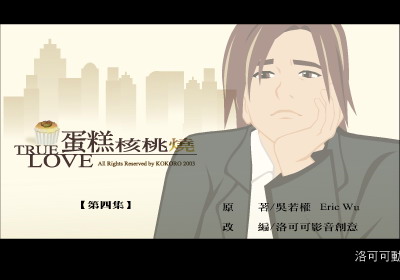 蛋糕核桃燒
TRUE
LOVE
All Rights Reserved by KOKORO 2003
【第四集】
原 著/吳若權 Eric Wu
改 編/洛可可影音創意
洛可可動